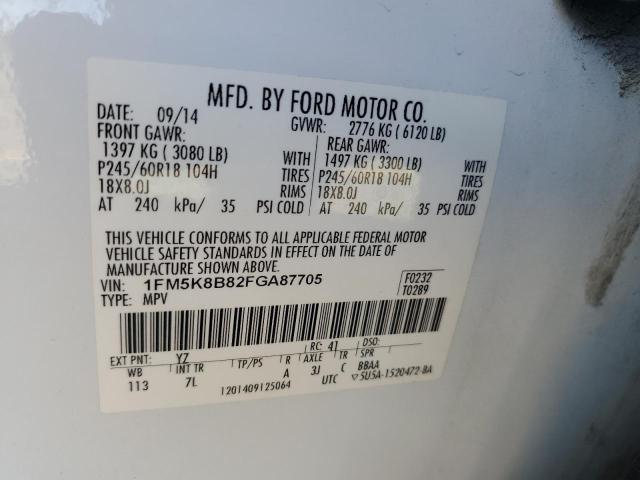 MFD. BY FORD MOTOR CO.
DATE: 09/14 GVWR: 2776 KG ( 6120 LB)
FRONT GAWR: REAR GAWR:
1397 KG ( 3080 LB) WITH 1497 KG ( 3300 LB) WITH
P245/60R18 104H TIRES P245/60R18 104H TIRES
18X8.0J RIMS 18X8.0J RIMS
AT 240 kPa/ 35 PSI COLD AT 240 kPa/ 35 PSI COLD
THIS VEHICLE CONFORMS TO ALL APPLICABLE FEDERAL MOTOR
VEHICLE SAFETY STANDARDS IN EFFECT ON THE DATE OF
MANUFACTURE SHOWN ABOVE.
VIN: 1FM5K8B82FGA87705 F0232
TYPE: MPV T0289
EXT PNT: YZ RC: 41 DSO:
WB INT TR TP/PS R AXLE TR SPR
113 7L A 3J C BBAA
1201409125064 UTC ▽5U5A-1520472-BA